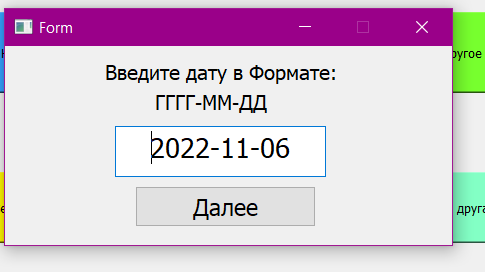 Form
Введите дату в Формате:
ГГГГ-ММ-ДД
2022-11-06
Далее